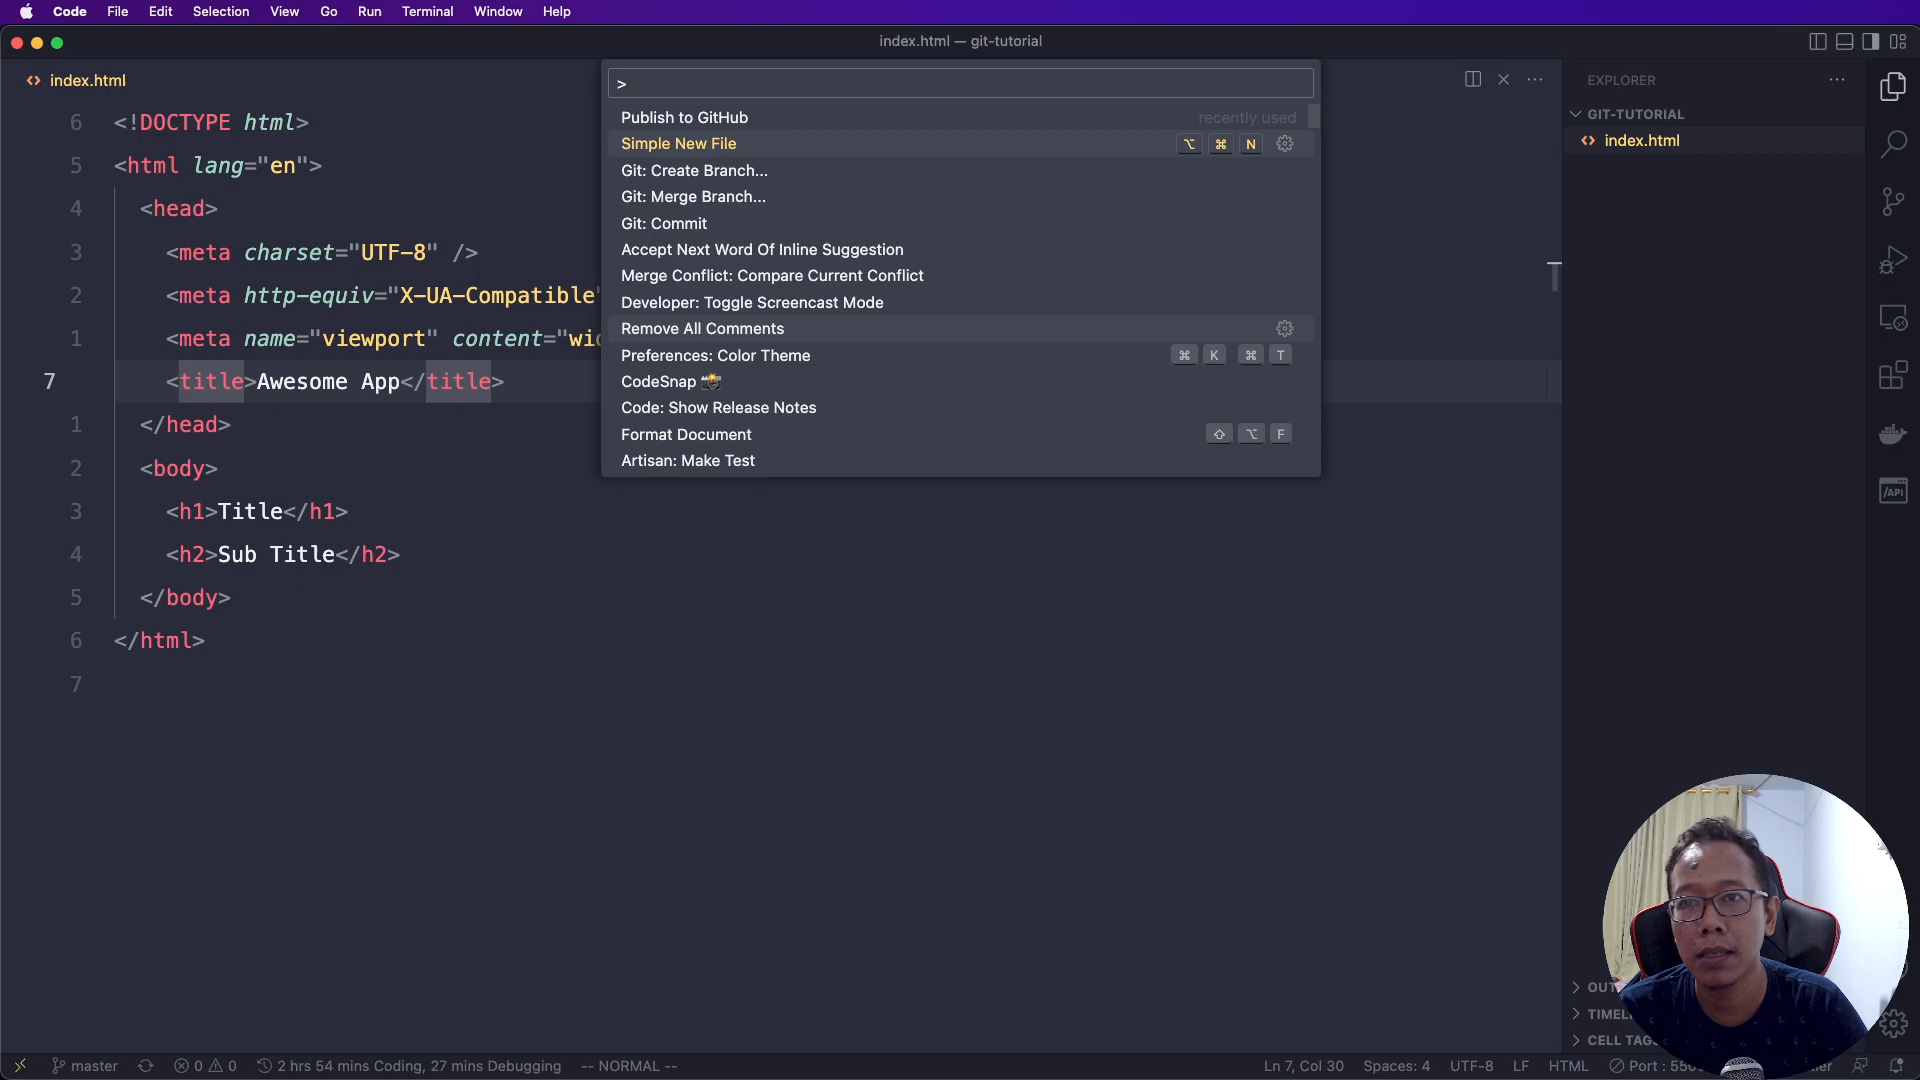 Code File Edit Selection View Go Run Terminal Window Help
index.html — git-tutorial
index.html
>
Publish to GitHub recently used
Simple New File ⌥ ⌘ N
Git: Create Branch...
Git: Merge Branch...
Git: Commit
Accept Next Word Of Inline Suggestion
Merge Conflict: Compare Current Conflict
Developer: Toggle Screencast Mode
Remove All Comments
Preferences: Color Theme ⌘ K ⌘ T
CodeSnap 📸
Code: Show Release Notes
Format Document ⇧ ⌥ F
Artisan: Make Test
6 <!DOCTYPE html>
5 <html lang="en">
4 <head>
3 <meta charset="UTF-8" />
2 <meta http-equiv="X-UA-Compatible"
1 <meta name="viewport" content="wi
7 <title>Awesome App</title>
1 </head>
2 <body>
3 <h1>Title</h1>
4 <h2>Sub Title</h2>
5 </body>
6 </html>
7
EXPLORER
GIT-TUTORIAL
index.html
/API
TIMEL
CELL TAGS
master 0 0 2 hrs 54 mins Coding, 27 mins Debugging -- NORMAL -- Ln 7, Col 30 Spaces: 4 UTF-8 LF HTML Port : 550